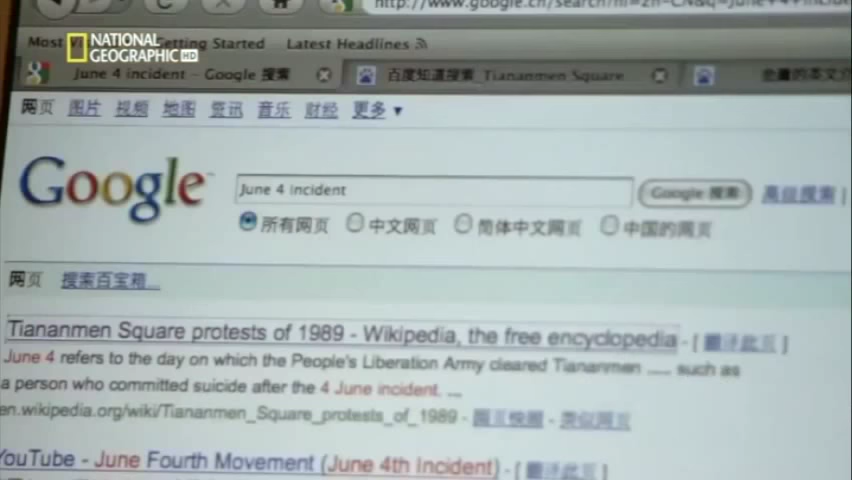 http://www.google.cn/search?hl=zh-CN&q=June+4+incide
NATIONAL
GEOGRAPHIC HD
Most Getting Started Latest Headlines
June 4 incident - Google 搜索 百度知道搜索_Tiananmen Square
网页 图片 视频 地图 资讯 音乐 财经 更多 ▼
Google June 4 incident Google 搜索 高级搜索 |
所有网页 中文网页 简体中文网页 中国的网页
网页 搜索百宝箱...
Tiananmen Square protests of 1989 - Wikipedia, the free encyclopedia - [ 翻译此页 ]
June 4 refers to the day on which the People's Liberation Army cleared Tiananmen ..... such as
a person who committed suicide after the 4 June incident. ...
en.wikipedia.org/wiki/Tiananmen_Square_protests_of_1989 - 网页快照 - 类似网页
YouTube - June Fourth Movement (June 4th Incident) - [ 翻译此页 ]